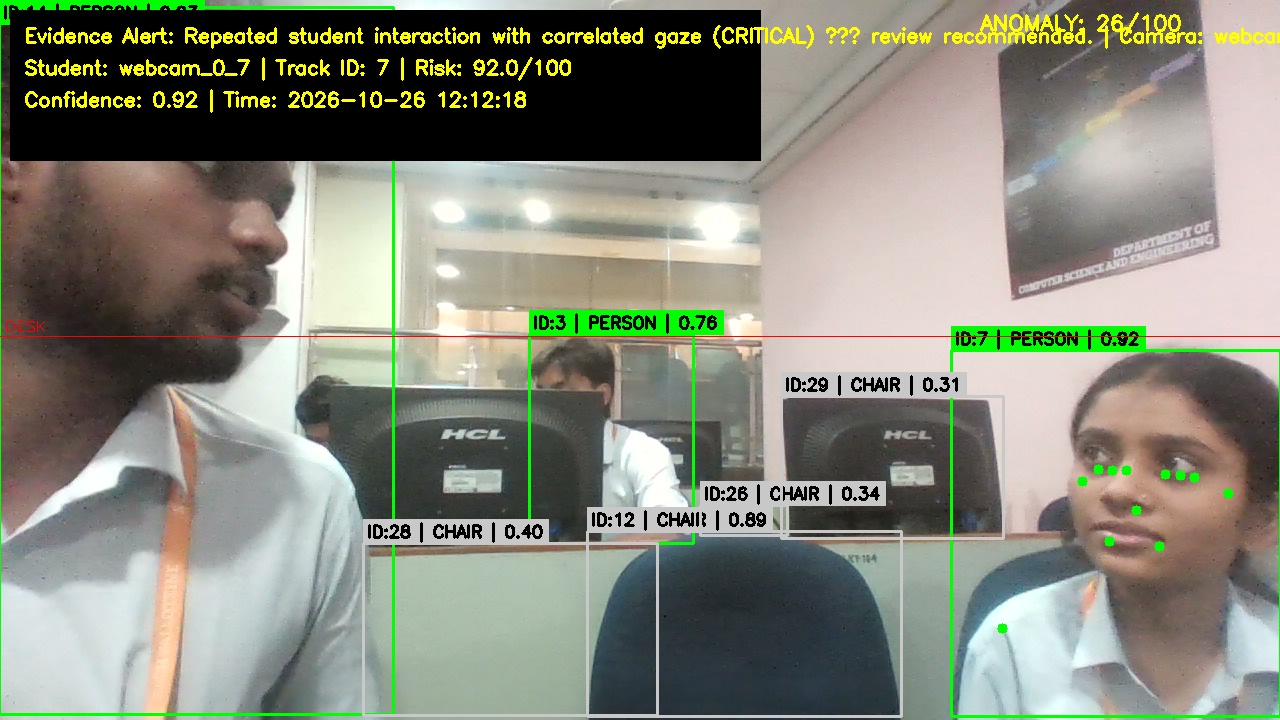 Evidence Alert: Repeated student interaction with correlated gaze (CRITICAL) ??? review recommended. | Camera: webca
ANOMALY: 26/100
Student: webcam_0_7 | Track ID: 7 | Risk: 92.0/100
Confidence: 0.92 | Time: 2026-10-26 12:12:18
DEPARTMENT OF
COMPUTER SCIENCE AND ENGINEERING
DESK
ID:3 | PERSON | 0.76
ID:7 | PERSON | 0.92
ID:29 | CHAIR | 0.31
HCL
HCL
ID:26 | CHAIR | 0.34
ID:12 | CHAIR | 0.89
ID:28 | CHAIR | 0.40